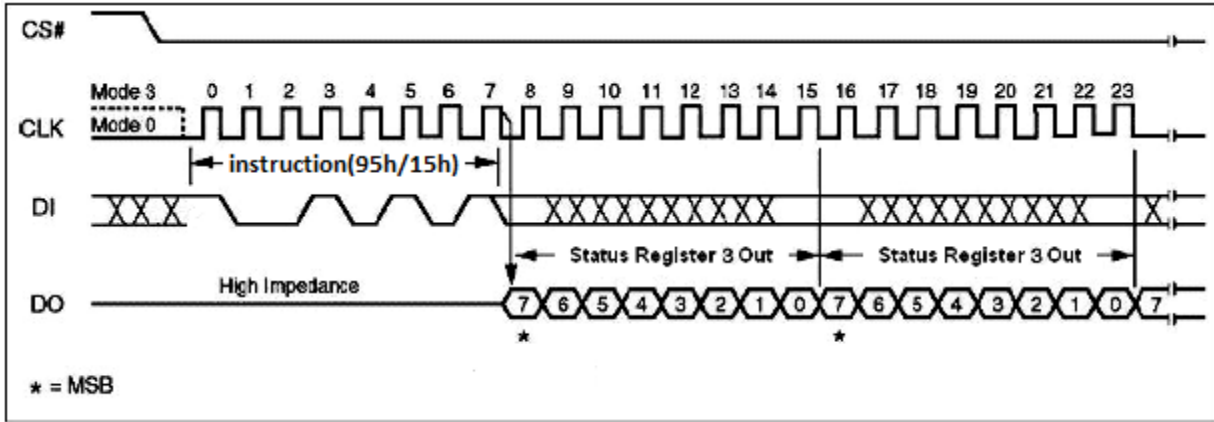 CS#
Mode 3 0 1 2 3 4 5 6 7 8 9 10 11 12 13 14 15 16 17 18 19 20 21 22 23
CLK Mode 0
instruction(95h/15h)
DI
Status Register 3 Out Status Register 3 Out
High Impedance
DO 7 6 5 4 3 2 1 0 7 6 5 4 3 2 1 0 7
* *
* = MSB